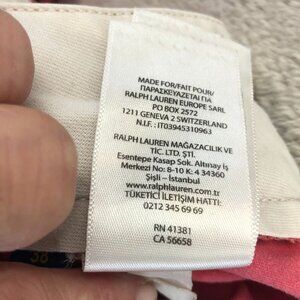 MADE FOR/FAIT POUR/
ΠΑΡΑΣΚΕΥΑΖΕΤΑΙ ΓΙΑ
RALPH LAUREN EUROPE SARL
PO BOX 2572
1211 GENEVA 2 SWITZERLAND
N.I.F. : IT03945310963
RALPH LAUREN MAĞAZACILIK VE
TİC. LTD. ŞTİ.
Esentepe Kasap Sok. Altınay İş
Merkezi No: 8-10 K: 4 34360
Şişli - İstanbul
www.ralphlauren.com.tr
TÜKETİCİ İLETİŞİM HATTI:
0212 345 69 69
RN 41381
CA 56658
38